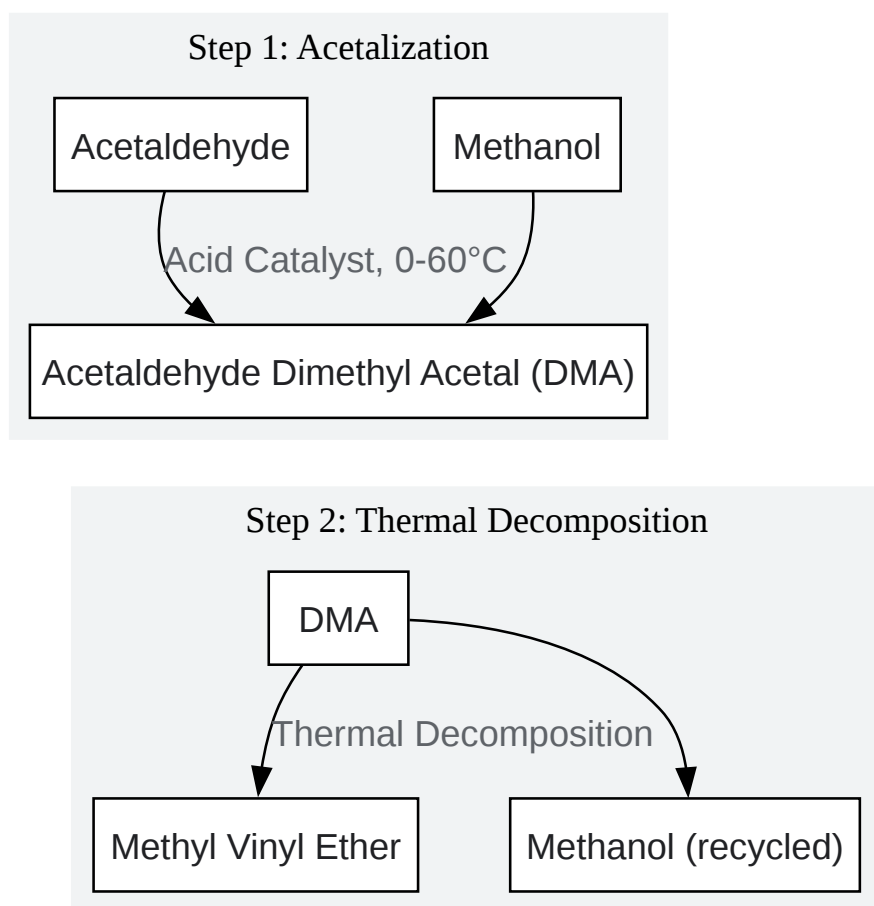 Step 1: Acetalization
Acetaldehyde
Methanol
Acid Catalyst, 0-60°C
Acetaldehyde Dimethyl Acetal (DMA)
Step 2: Thermal Decomposition
DMA
Thermal Decomposition
Methyl Vinyl Ether
Methanol (recycled)